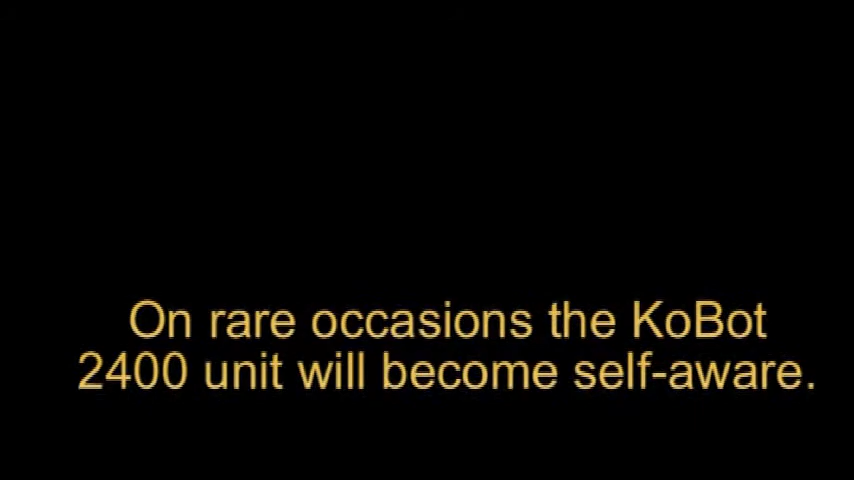 On rare occasions the KoBot
2400 unit will become self-aware.